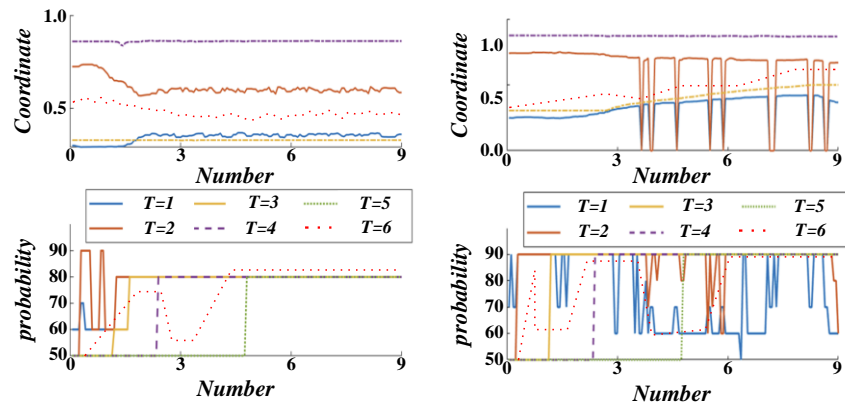 1.0
0.5
Coordinate
3
6
9
Number
1.0
0.5
0.0
Coordinate
0
3
6
9
Number
T=1
T=3
T=5
T=2
T=4
T=6
T=1
T=3
T=5
T=2
T=4
T=6
90
80
70
60
50
probability
0
3
6
9
Number
90
80
70
60
50
probability
3
6
9
Number